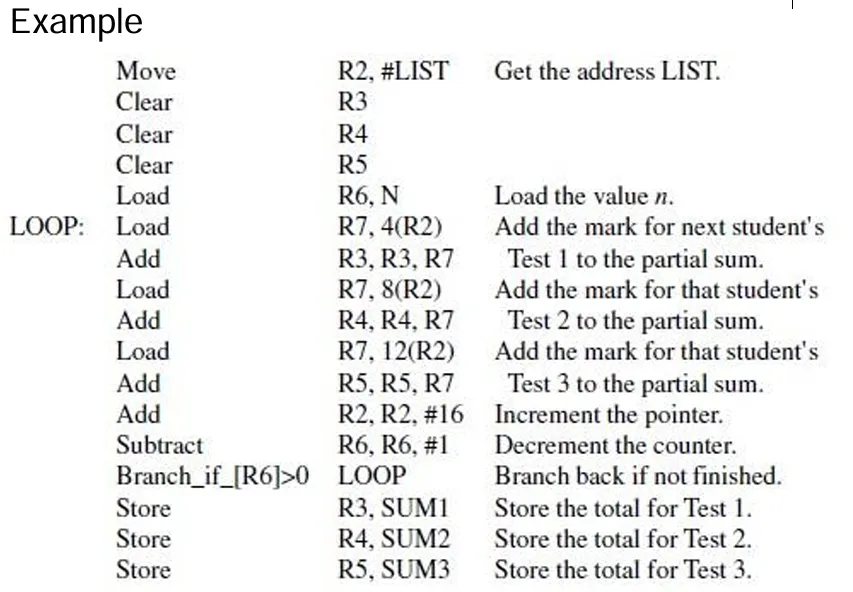 Example
Move R2, #LIST Get the address LIST.
Clear R3
Clear R4
Clear R5
Load R6, N Load the value n.
LOOP: Load R7, 4(R2) Add the mark for next student's
Add R3, R3, R7 Test 1 to the partial sum.
Load R7, 8(R2) Add the mark for that student's
Add R4, R4, R7 Test 2 to the partial sum.
Load R7, 12(R2) Add the mark for that student's
Add R5, R5, R7 Test 3 to the partial sum.
Add R2, R2, #16 Increment the pointer.
Subtract R6, R6, #1 Decrement the counter.
Branch_if_[R6]>0 LOOP Branch back if not finished.
Store R3, SUM1 Store the total for Test 1.
Store R4, SUM2 Store the total for Test 2.
Store R5, SUM3 Store the total for Test 3.